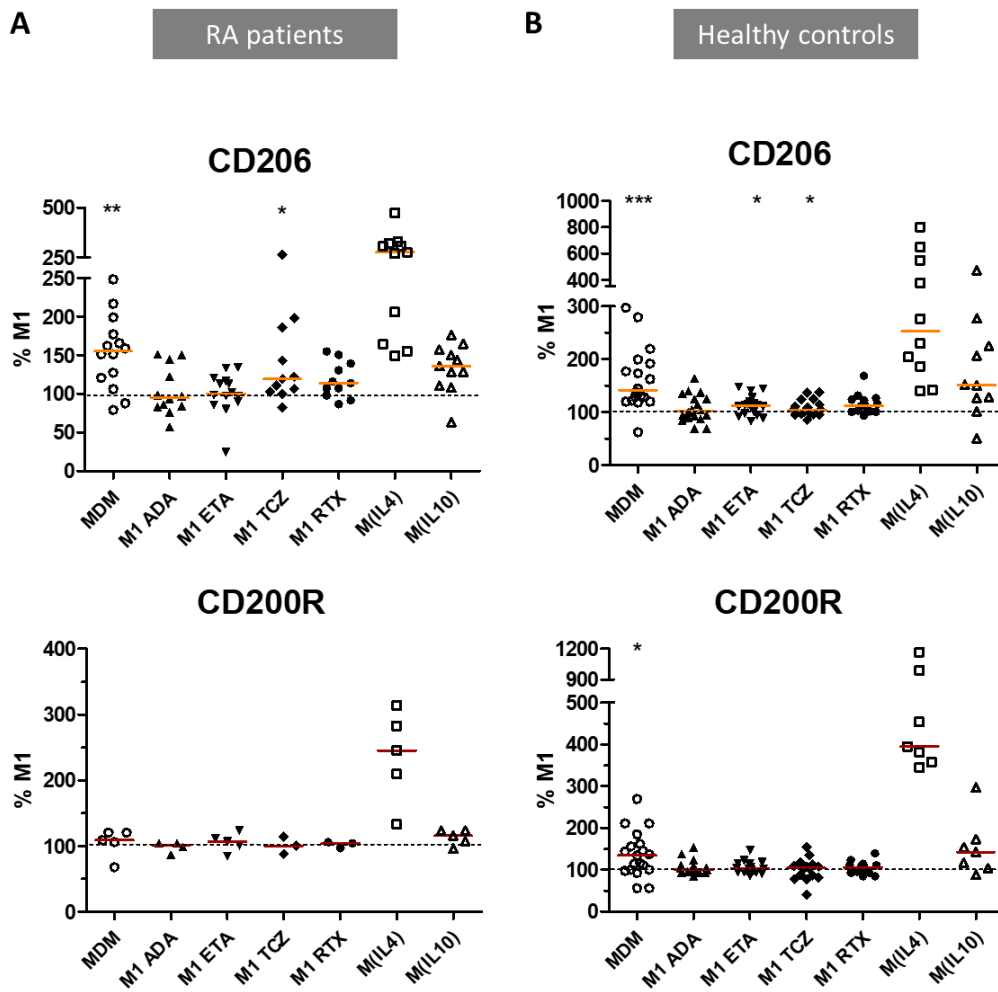 A
RA patients
B
Healthy controls
CD206
% M1
500
250
250
200
150
100
50
0
**
*
MDM
M1 ADA
M1 ETA
M1 TCZ
M1 RTX
M(IL4)
M(IL10)
CD206
% M1
1000
800
600
400
300
200
100
0
***
*
*
MDM
M1 ADA
M1 ETA
M1 TCZ
M1 RTX
M(IL4)
M(IL10)
CD200R
% M1
400
300
200
100
0
MDM
M1 ADA
M1 ETA
M1 TCZ
M1 RTX
M(IL4)
M(IL10)
CD200R
% M1
1200
900
500
400
300
200
100
0
*
MDM
M1 ADA
M1 ETA
M1 TCZ
M1 RTX
M(IL4)
M(IL10)